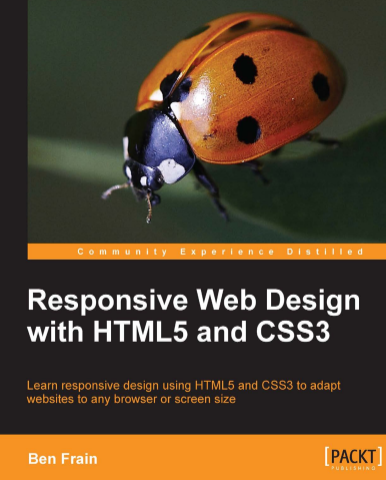 Community Experience Distilled
Responsive Web Design
with HTML5 and CSS3
Learn responsive design using HTML5 and CSS3 to adapt
websites to any browser or screen size
Ben Frain
[PACKT]
PUBLISHING